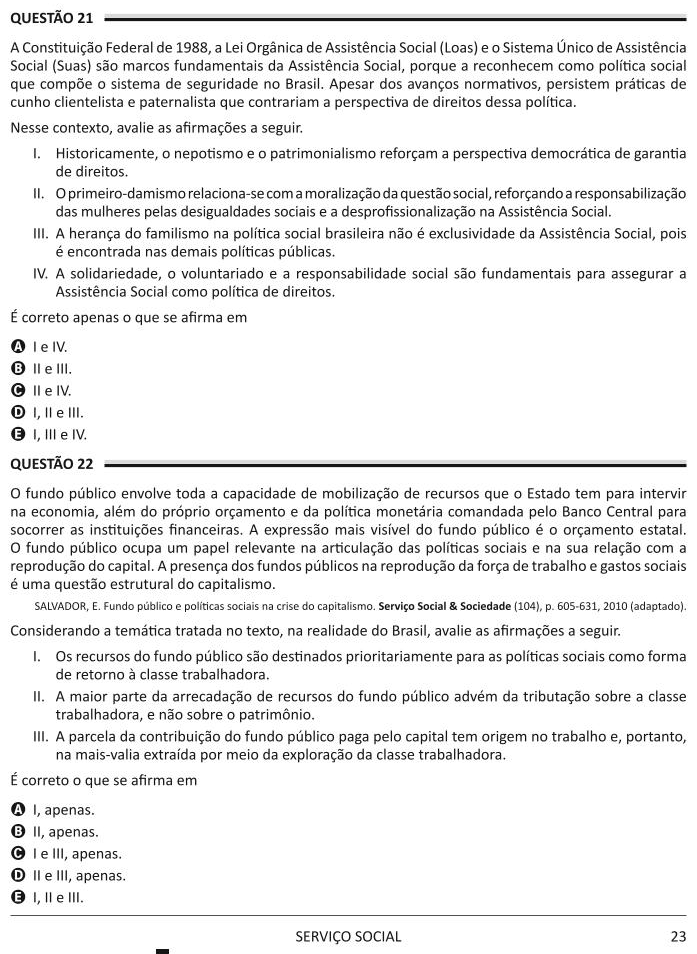 QUESTÃO 21
A Constituição Federal de 1988, a Lei Orgânica de Assistência Social (Loas) e o Sistema Único de Assistência
Social (Suas) são marcos fundamentais da Assistência Social, porque a reconhecem como política social
que compõe o sistema de seguridade no Brasil. Apesar dos avanços normativos, persistem práticas de
cunho clientelista e paternalista que contrariam a perspectiva de direitos dessa política.
Nesse contexto, avalie as afirmações a seguir.
I. Historicamente, o nepotismo e o patrimonialismo reforçam a perspectiva democrática de garantia
de direitos.
II. O primeiro-damismo relaciona-se com a moralização da questão social, reforçando a responsabilização
das mulheres pelas desigualdades sociais e a desprofissionalização na Assistência Social.
III. A herança do familismo na política social brasileira não é exclusividade da Assistência Social, pois
é encontrada nas demais políticas públicas.
IV. A solidariedade, o voluntariado e a responsabilidade social são fundamentais para assegurar a
Assistência Social como política de direitos.
É correto apenas o que se afirma em
A I e IV.
B II e III.
C II e IV.
D I, II e III.
E I, III e IV.
QUESTÃO 22
O fundo público envolve toda a capacidade de mobilização de recursos que o Estado tem para intervir
na economia, além do próprio orçamento e da política monetária comandada pelo Banco Central para
socorrer as instituições financeiras. A expressão mais visível do fundo público é o orçamento estatal.
O fundo público ocupa um papel relevante na articulação das políticas sociais e na sua relação com a
reprodução do capital. A presença dos fundos públicos na reprodução da força de trabalho e gastos sociais
é uma questão estrutural do capitalismo.
SALVADOR, E. Fundo público e políticas sociais na crise do capitalismo. Serviço Social & Sociedade (104), p. 605-631, 2010 (adaptado).
Considerando a temática tratada no texto, na realidade do Brasil, avalie as afirmações a seguir.
I. Os recursos do fundo público são destinados prioritariamente para as políticas sociais como forma
de retorno à classe trabalhadora.
II. A maior parte da arrecadação de recursos do fundo público advém da tributação sobre a classe
trabalhadora, e não sobre o patrimônio.
III. A parcela da contribuição do fundo público paga pelo capital tem origem no trabalho e, portanto,
na mais-valia extraída por meio da exploração da classe trabalhadora.
É correto o que se afirma em
A I, apenas.
B II, apenas.
C I e III, apenas.
D II e III, apenas.
E I, II e III.
SERVIÇO SOCIAL
23